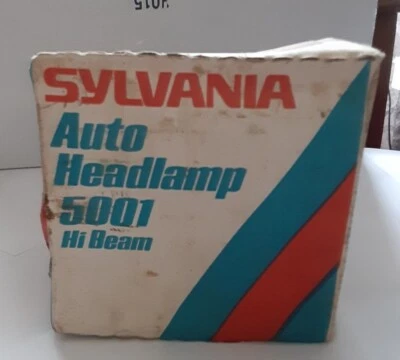 SYLVANIA
Auto
Headlamp
5001
Hi Beam